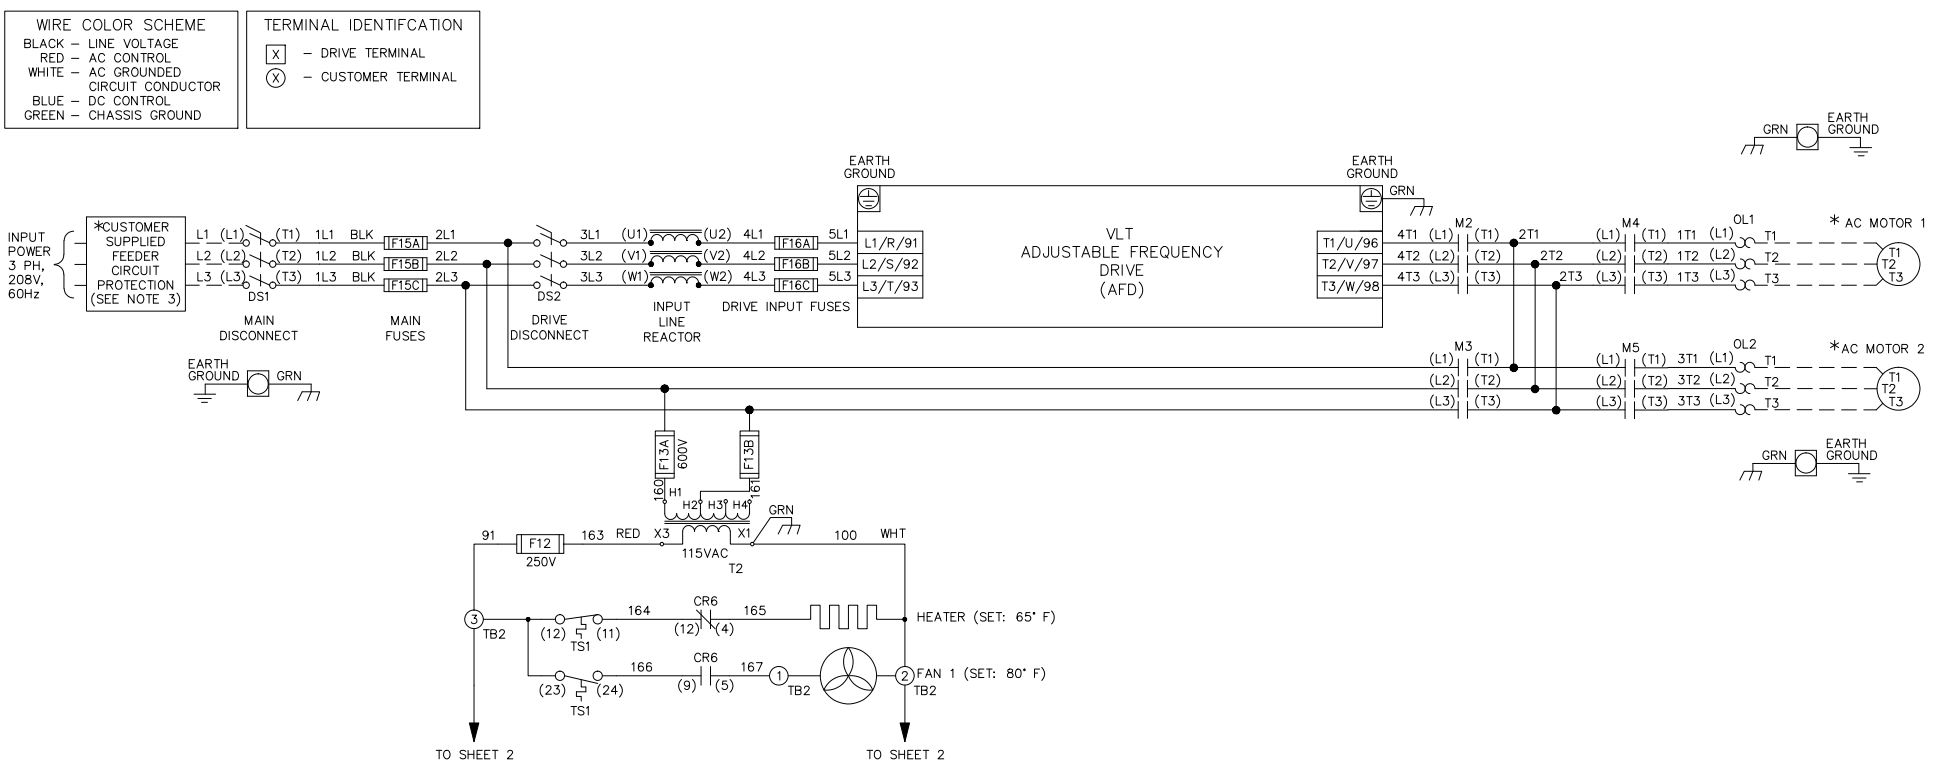 WIRE COLOR SCHEME
BLACK – LINE VOLTAGE
RED – AC CONTROL
WHITE – AC GROUNDED
CIRCUIT CONDUCTOR
BLUE – DC CONTROL
GREEN – CHASSIS GROUND
TERMINAL IDENTIFCATION
X – DRIVE TERMINAL
X – CUSTOMER TERMINAL
EARTH
GROUND
GRN
EARTH
GROUND
EARTH
GROUND
GRN
INPUT
POWER
3 PH,
208V,
60Hz
*CUSTOMER
SUPPLIED
FEEDER
CIRCUIT
PROTECTION
(SEE NOTE 3)
L1 (L1) (T1) 1L1 BLK F15A 2L1 3L1 (U1) (U2) 4L1 F16A 5L1 L1/R/91
L2 (L2) (T2) 1L2 BLK F15B 2L2 3L2 (V1) (V2) 4L2 F16B 5L2 L2/S/92
L3 (L3) (T3) 1L3 BLK F15C 2L3 3L3 (W1) (W2) 4L3 F16C 5L3 L3/T/93
DS1
MAIN
DISCONNECT
MAIN
FUSES
DS2
DRIVE
DISCONNECT
INPUT
LINE
REACTOR
DRIVE INPUT FUSES
VLT
ADJUSTABLE FREQUENCY
DRIVE
(AFD)
M2 M4 OL1
* AC MOTOR 1
T1/U/96 4T1 (L1) (T1) 2T1 (L1) (T1) 1T1 (L1) T1 T1
T2/V/97 4T2 (L2) (T2) 2T2 (L2) (T2) 1T2 (L2) T2 T2
T3/W/98 4T3 (L3) (T3) 2T3 (L3) (T3) 1T3 (L3) T3 T3
M3 M5 OL2
*AC MOTOR 2
(L1) (T1) (L1) (T1) 3T1 (L1) T1 T1
(L2) (T2) (L2) (T2) 3T2 (L2) T2 T2
(L3) (T3) (L3) (T3) 3T3 (L3) T3 T3
EARTH
GROUND
GRN
GRN
EARTH
GROUND
F13A
600V
F13B
160
161
H1
H2 H3 H4
GRN
91 F12 163 RED X3 X1 100 WHT
250V
115VAC
T2
3
TB2
164 CR6 165
(12) (11) (12) (4)
TS1
HEATER (SET: 65° F)
166 CR6 167 1 2
(23) (24) (9) (5) TB2 TB2
TS1
FAN 1 (SET: 80° F)
TO SHEET 2
TO SHEET 2